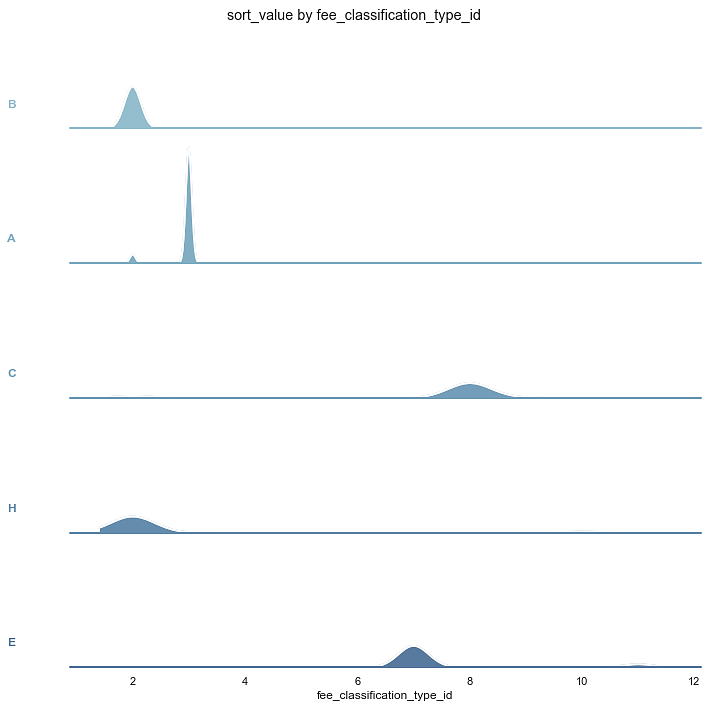 sort_value by fee_classification_type_id
B
A
C
H
E
2 4 6 8 10 12
fee_classification_type_id